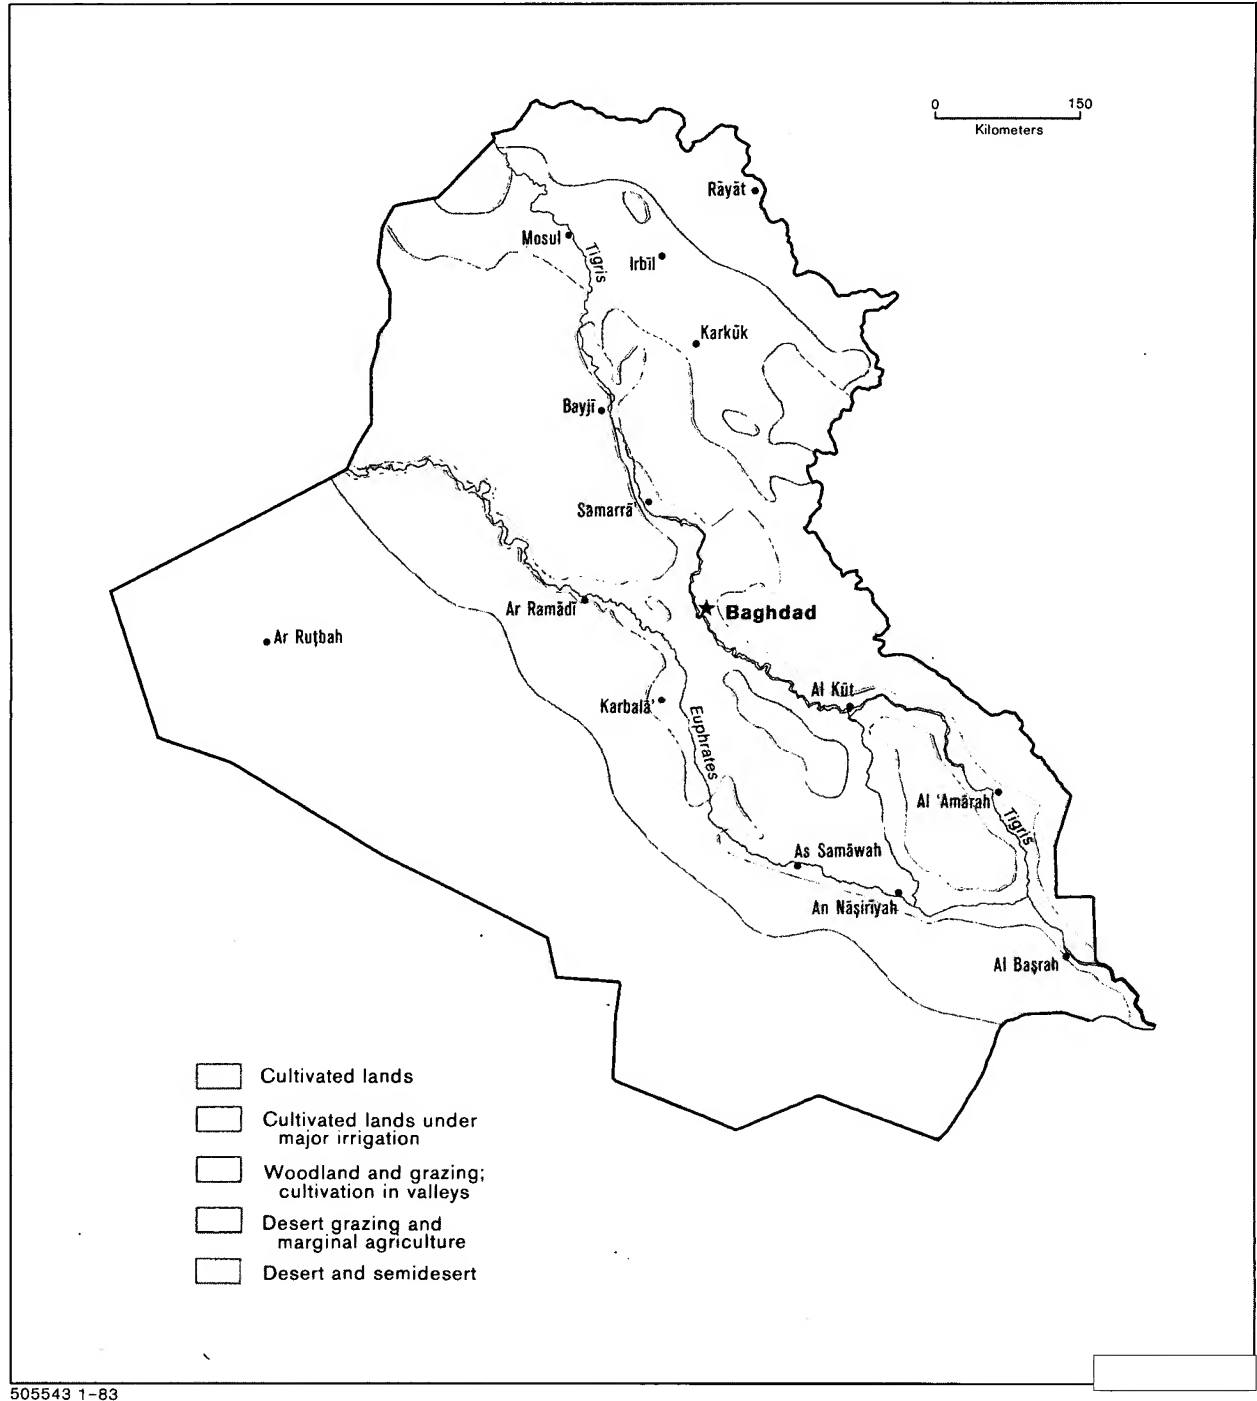 0 150
Kilometers
Rāyāt
Mosul
Tigris
Irbīl
Karkūk
Bayjī
Sāmarrā'
Ar Ramādī
Baghdad
Ar Ruṭbah
Al Kūt
Karbalā'
Euphrates
Al 'Amārah
Tigris
As Samāwah
An Nāşirīyah
Al Başrah
Cultivated lands
Cultivated lands under
major irrigation
Woodland and grazing;
cultivation in valleys
Desert grazing and
marginal agriculture
Desert and semidesert
505543 1-83